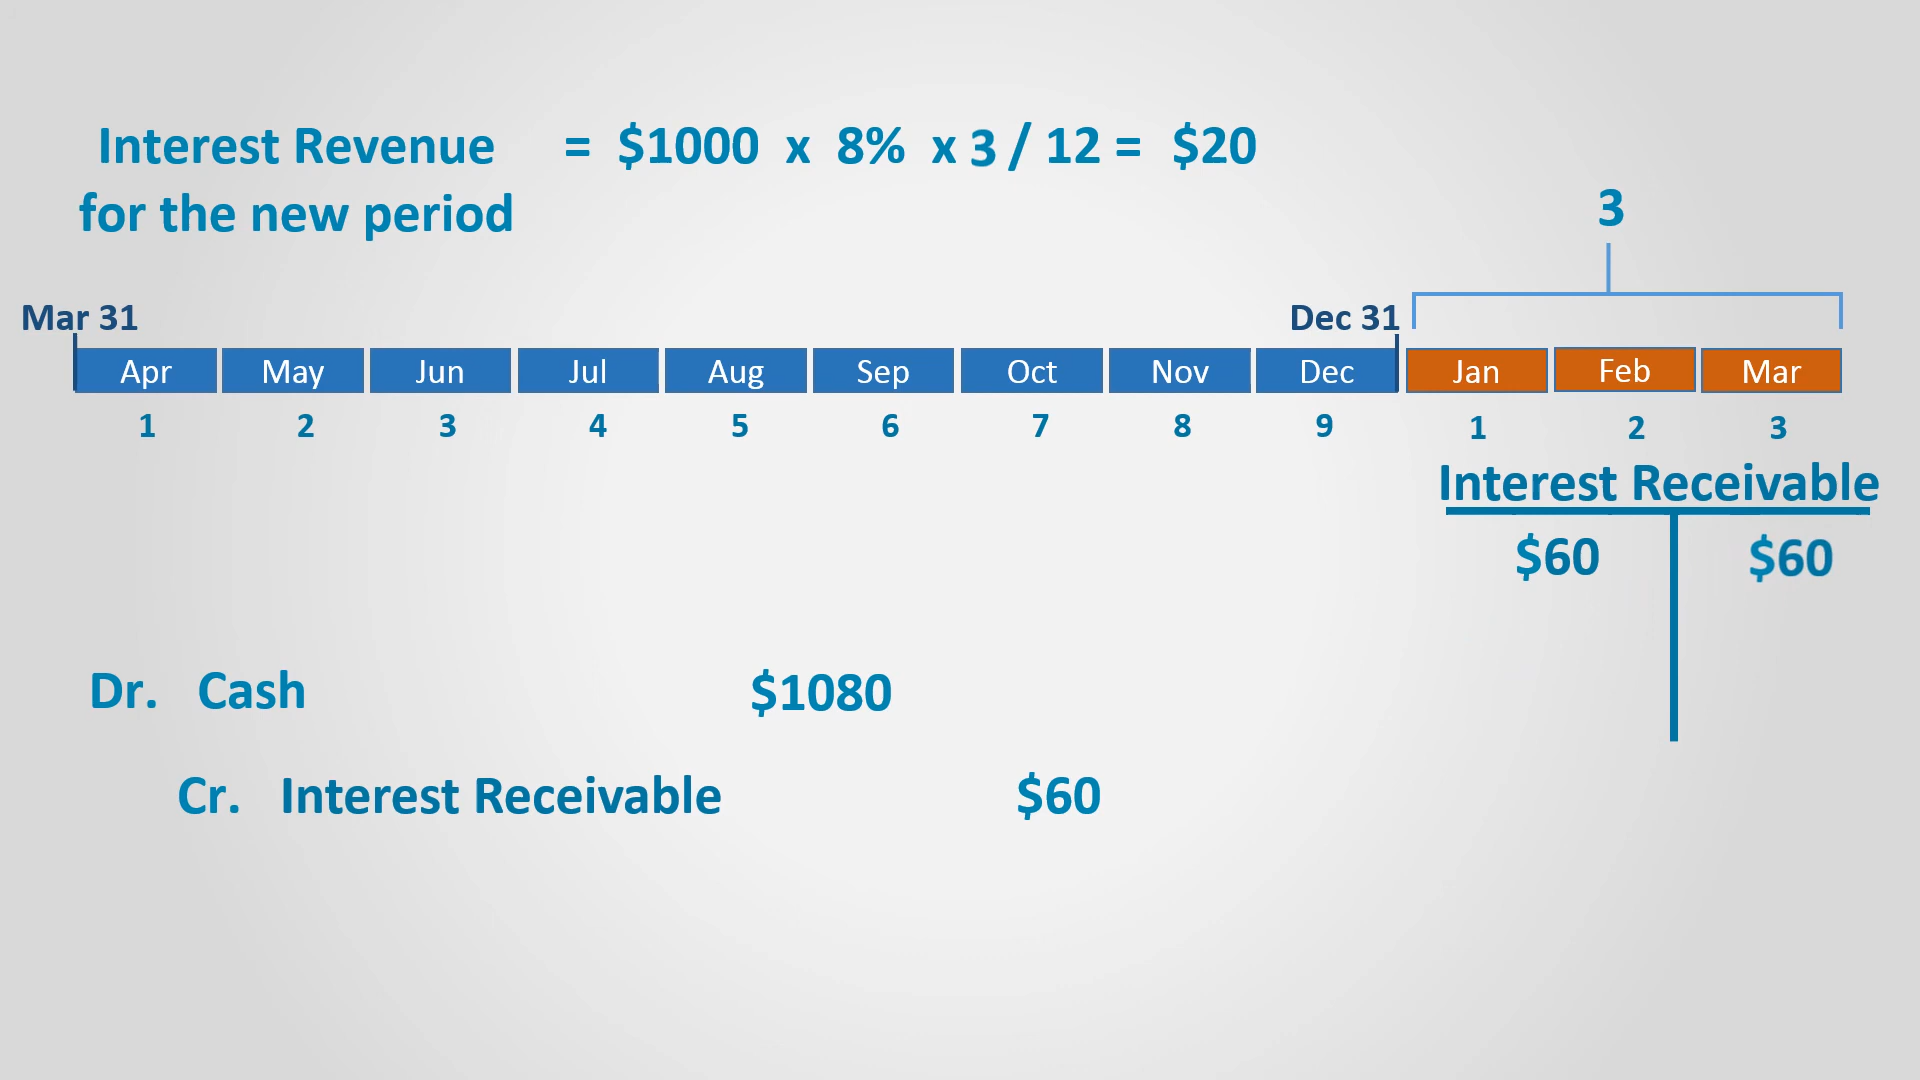 Interest Revenue = $1000 x 8% x 3 / 12 = $20
for the new period
3
Mar 31 Dec 31
Apr May Jun Jul Aug Sep Oct Nov Dec Jan Feb Mar
1 2 3 4 5 6 7 8 9 1 2 3
Interest Receivable
$60 $60
Dr. Cash $1080
Cr. Interest Receivable $60